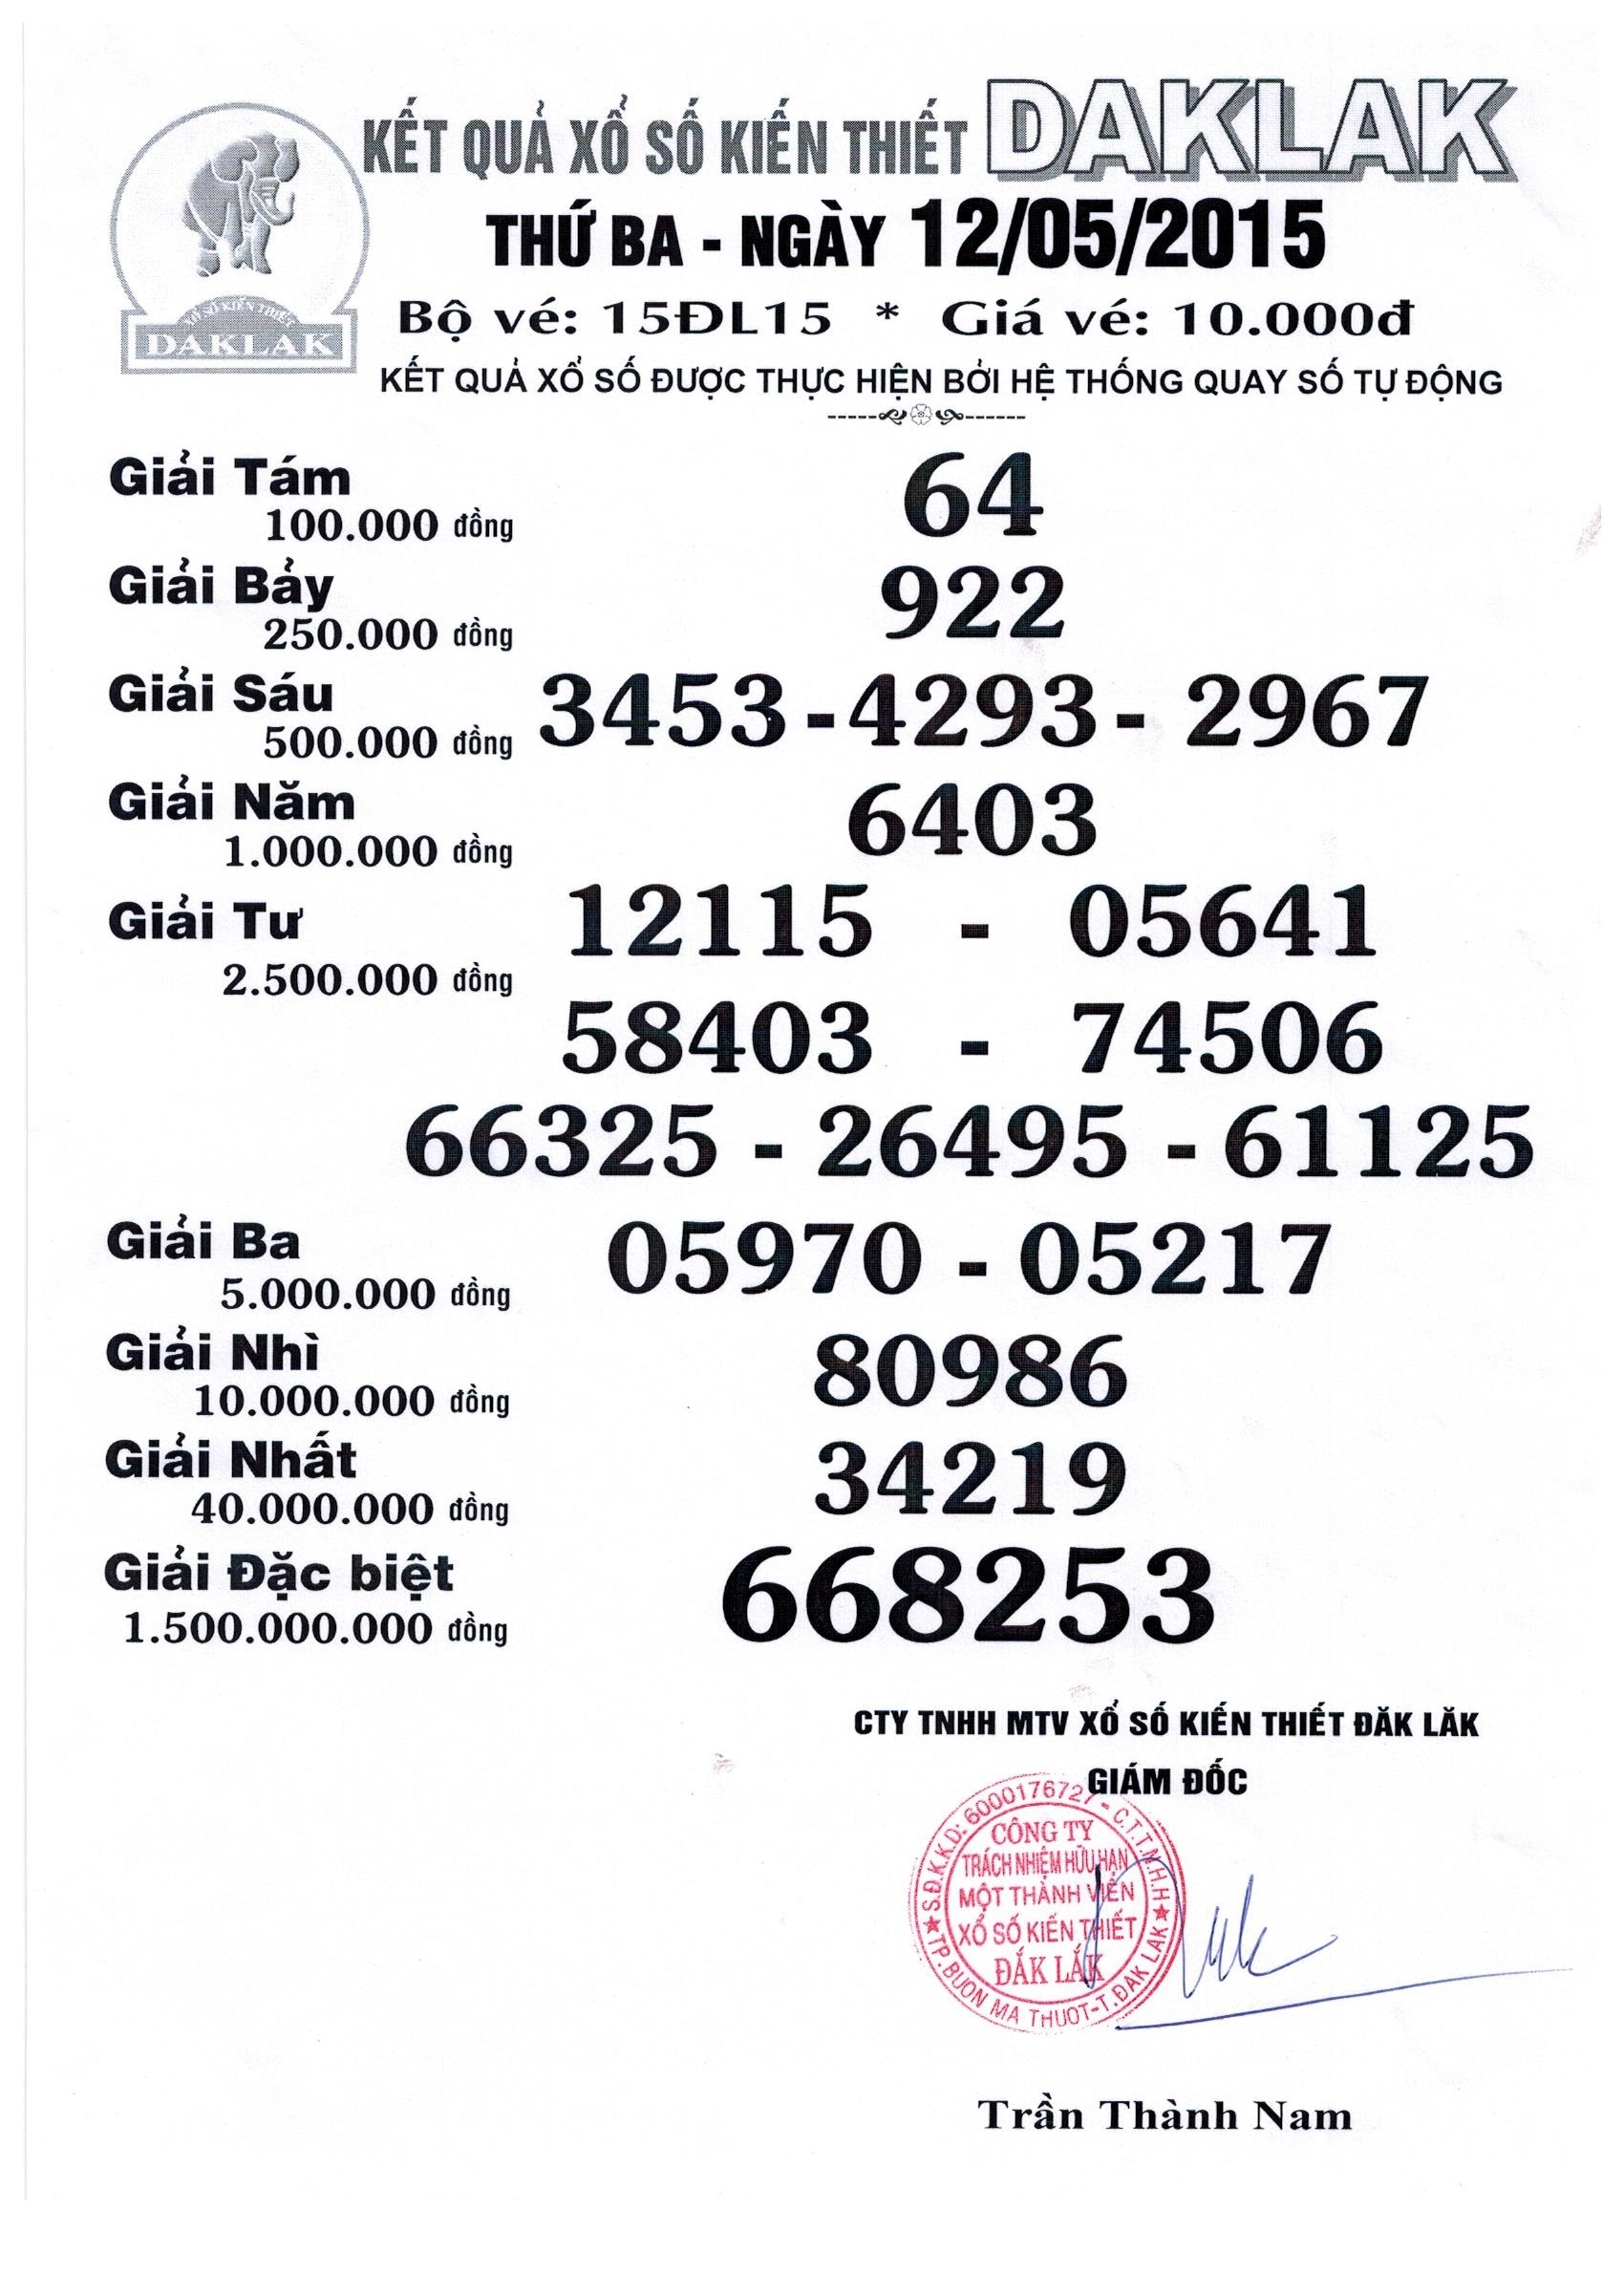 KẾT QUẢ XỔ SỐ KIẾN THIẾT DAKLAK
THỨ BA - NGÀY 12/05/2015
Bộ vé: 15ĐL15 * Giá vé: 10.000đ
XỔ SỐ KIẾN THIẾT
DAKLAK
KẾT QUẢ XỔ SỐ ĐƯỢC THỰC HIỆN BỞI HỆ THỐNG QUAY SỐ TỰ ĐỘNG
Giải Tám
64
100.000 đồng
Giải Bảy
922
250.000 đồng
Giải Sáu
3453 - 4293 - 2967
500.000 đồng
Giải Năm
6403
1.000.000 đồng
Giải Tư
12115 - 05641
2.500.000 đồng
58403 - 74506
66325 - 26495 - 61125
Giải Ba
05970 - 05217
5.000.000 đồng
Giải Nhì
80986
10.000.000 đồng
Giải Nhất
34219
40.000.000 đồng
Giải Đặc biệt
668253
1.500.000.000 đồng
CTY TNHH MTV XỔ SỐ KIẾN THIẾT ĐĂK LĂK
GIÁM ĐỐC
S.Đ.K.K.D: 6000176727 - C.T.T.N.H.H
CÔNG TY
TRÁCH NHIỆM HỮU HẠN
MỘT THÀNH VIÊN
XỔ SỐ KIẾN THIẾT
ĐẮK LẮK
TP.BUÔN MA THUỘT-T.ĐAK LAK
Trần Thành Nam